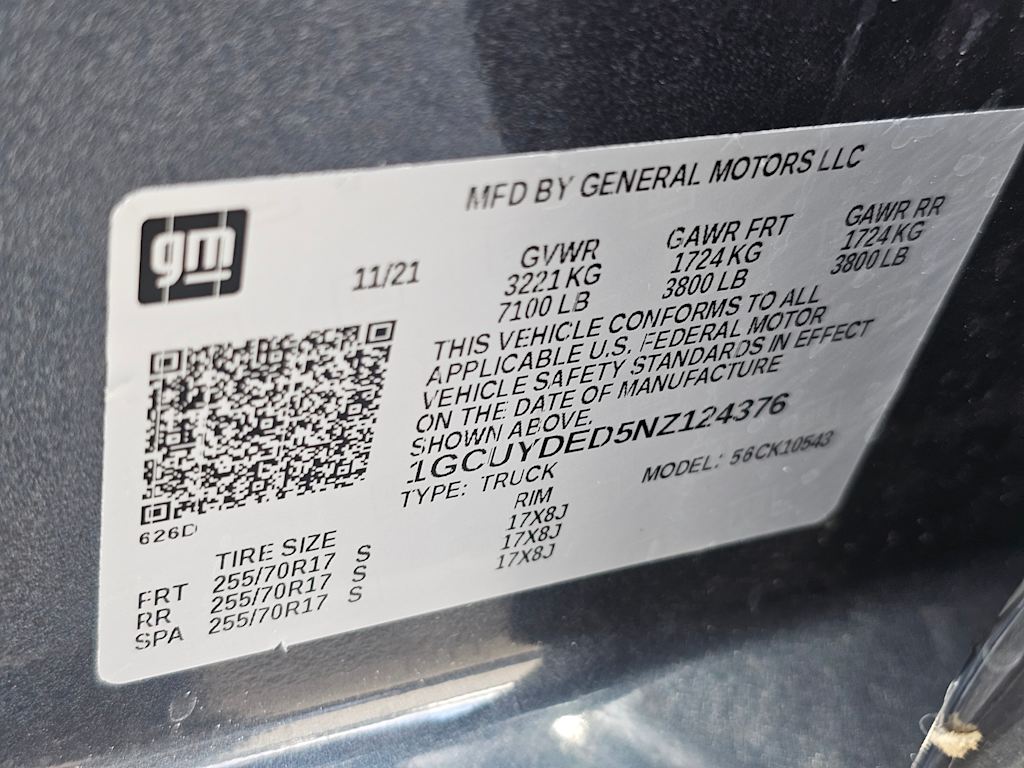 gm
MFD BY GENERAL MOTORS LLC
11/21
GVWR
3221 KG
7100 LB
GAWR FRT
1724 KG
3800 LB
GAWR RR
1724 KG
3800 LB
THIS VEHICLE CONFORMS TO ALL
APPLICABLE U.S. FEDERAL MOTOR
VEHICLE SAFETY STANDARDS IN EFFECT
ON THE DATE OF MANUFACTURE
SHOWN ABOVE.
1GCUYDED5NZ124376
TYPE: TRUCK MODEL: 56CK10543
626D
TIRE SIZE RIM
FRT 255/70R17 S 17X8J
RR 255/70R17 S 17X8J
SPA 255/70R17 S 17X8J